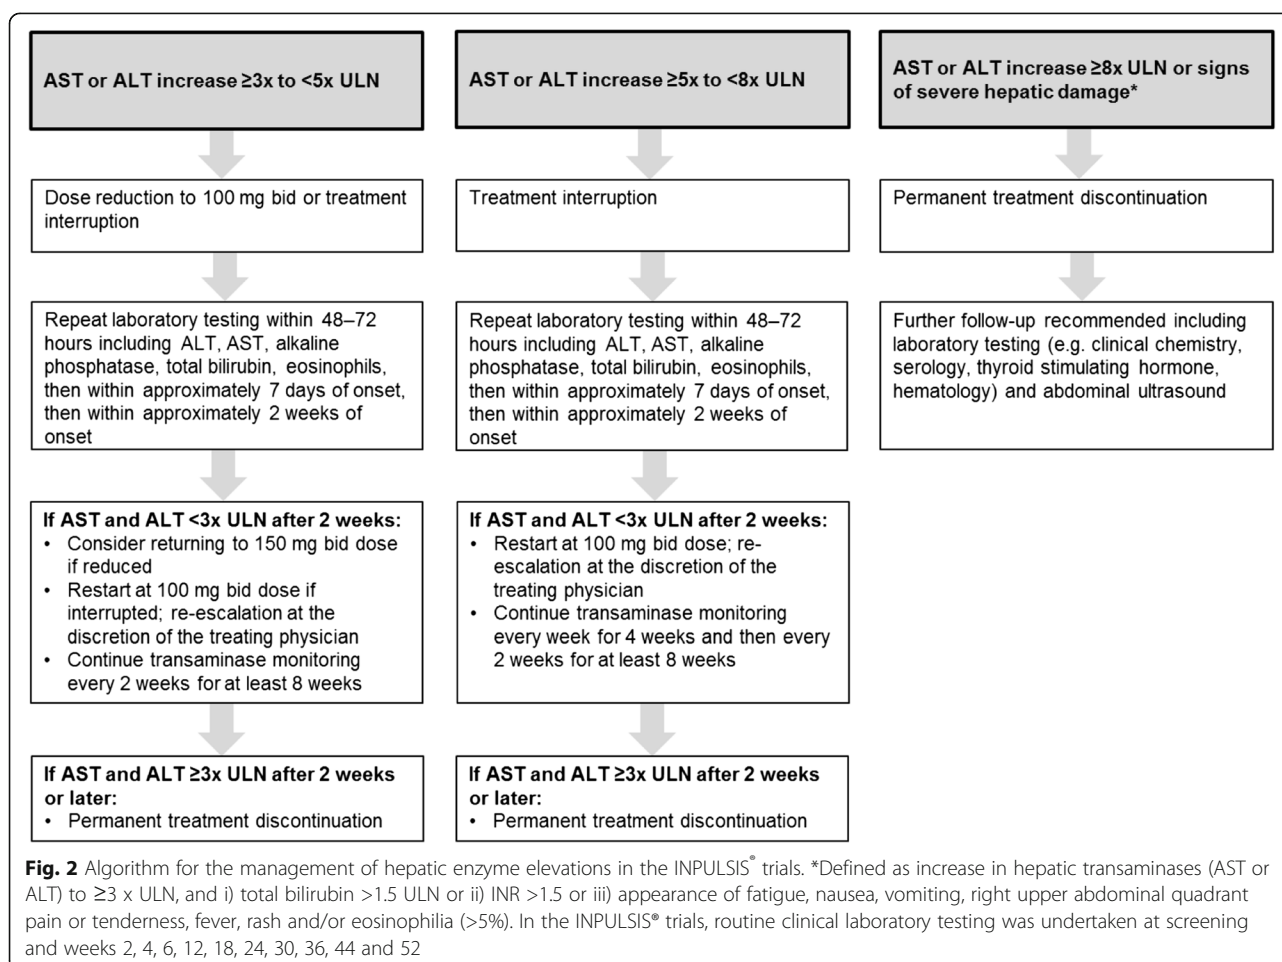 AST or ALT increase ≥3x to <5x ULN
Dose reduction to 100 mg bid or treatment
interruption
Repeat laboratory testing within 48–72
hours including ALT, AST, alkaline
phosphatase, total bilirubin, eosinophils,
then within approximately 7 days of onset,
then within approximately 2 weeks of
onset
If AST and ALT <3x ULN after 2 weeks:
• Consider returning to 150 mg bid dose
if reduced
• Restart at 100 mg bid dose if
interrupted; re-escalation at the
discretion of the treating physician
• Continue transaminase monitoring
every 2 weeks for at least 8 weeks
If AST and ALT ≥3x ULN after 2 weeks
or later:
• Permanent treatment discontinuation
AST or ALT increase ≥5x to <8x ULN
Treatment interruption
Repeat laboratory testing within 48–72
hours including ALT, AST, alkaline
phosphatase, total bilirubin, eosinophils,
then within approximately 7 days of onset,
then within approximately 2 weeks of
onset
If AST and ALT <3x ULN after 2 weeks:
• Restart at 100 mg bid dose; re-
escalation at the discretion of the
treating physician
• Continue transaminase monitoring
every week for 4 weeks and then every
2 weeks for at least 8 weeks
If AST and ALT ≥3x ULN after 2 weeks
or later:
• Permanent treatment discontinuation
AST or ALT increase ≥8x ULN or signs
of severe hepatic damage*
Permanent treatment discontinuation
Further follow-up recommended including
laboratory testing (e.g. clinical chemistry,
serology, thyroid stimulating hormone,
hematology) and abdominal ultrasound
Fig. 2 Algorithm for the management of hepatic enzyme elevations in the INPULSIS® trials. *Defined as increase in hepatic transaminases (AST or
ALT) to ≥3 x ULN, and i) total bilirubin >1.5 ULN or ii) INR >1.5 or iii) appearance of fatigue, nausea, vomiting, right upper abdominal quadrant
pain or tenderness, fever, rash and/or eosinophilia (>5%). In the INPULSIS® trials, routine clinical laboratory testing was undertaken at screening
and weeks 2, 4, 6, 12, 18, 24, 30, 36, 44 and 52